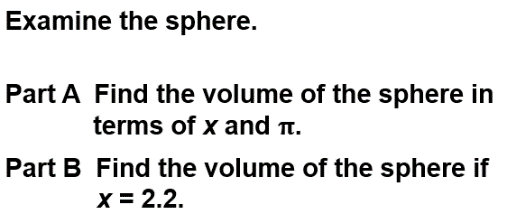 Examine the sphere.
Part A Find the volume of the sphere in
terms of x and π.
Part B Find the volume of the sphere if
x = 2.2.